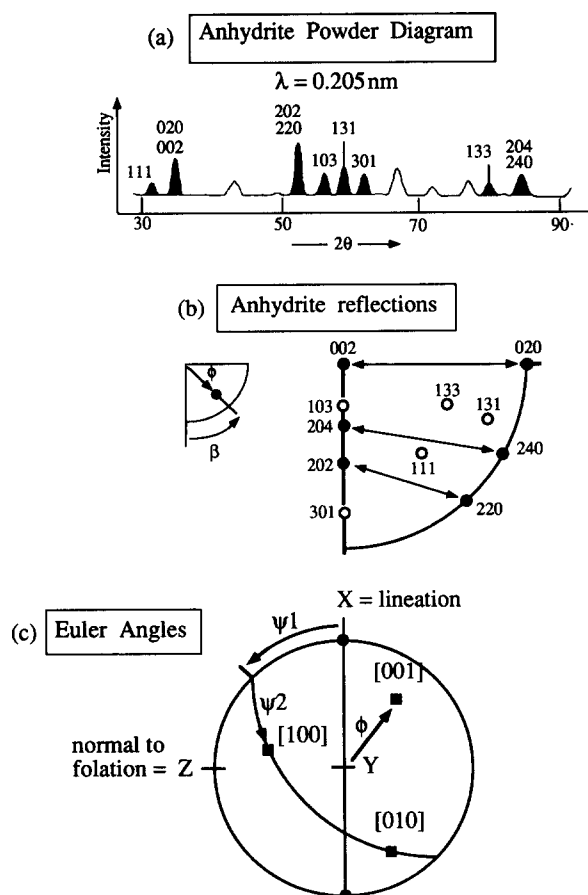 (a) Anhydrite Powder Diagram
λ = 0.205nm
Intensity
111
020
002
202
220
103
131
301
133
204
240
30
50
70
90·
2θ
(b) Anhydrite reflections
ϕ
β
002
020
103
133
131
204
240
202
111
220
301
X = lineation
(c) Euler Angles
ψ1
ψ2
[001]
[100]
ϕ
normal to
folation = Z
Y
[010]